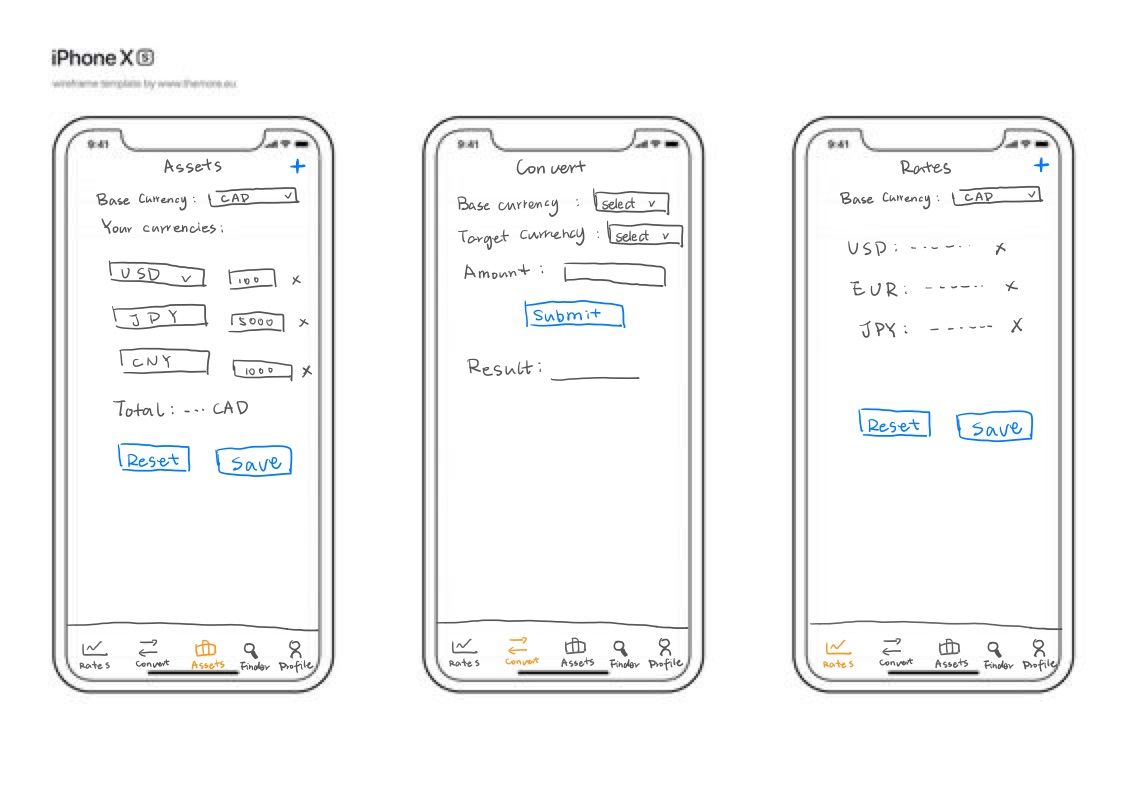 iPhone X S
wireframe template by www.themore.eu
9:41
Assets +
Base Currency: CAD
Your currencies:
USD 100 x
JPY 5000 x
CNY 1000 x
Total: --- CAD
Reset Save
Rates Convert Assets Finder Profile
9:41
Convert
Base currency : select
Target Currency : select
Amount :
Submit
Result: ______
Rates Convert Assets Finder Profile
9:41
Rates +
Base Currency: CAD
USD: ------ x
EUR: ------ x
JPY: ------ X
Reset Save
Rates Convert Assets Finder Profile